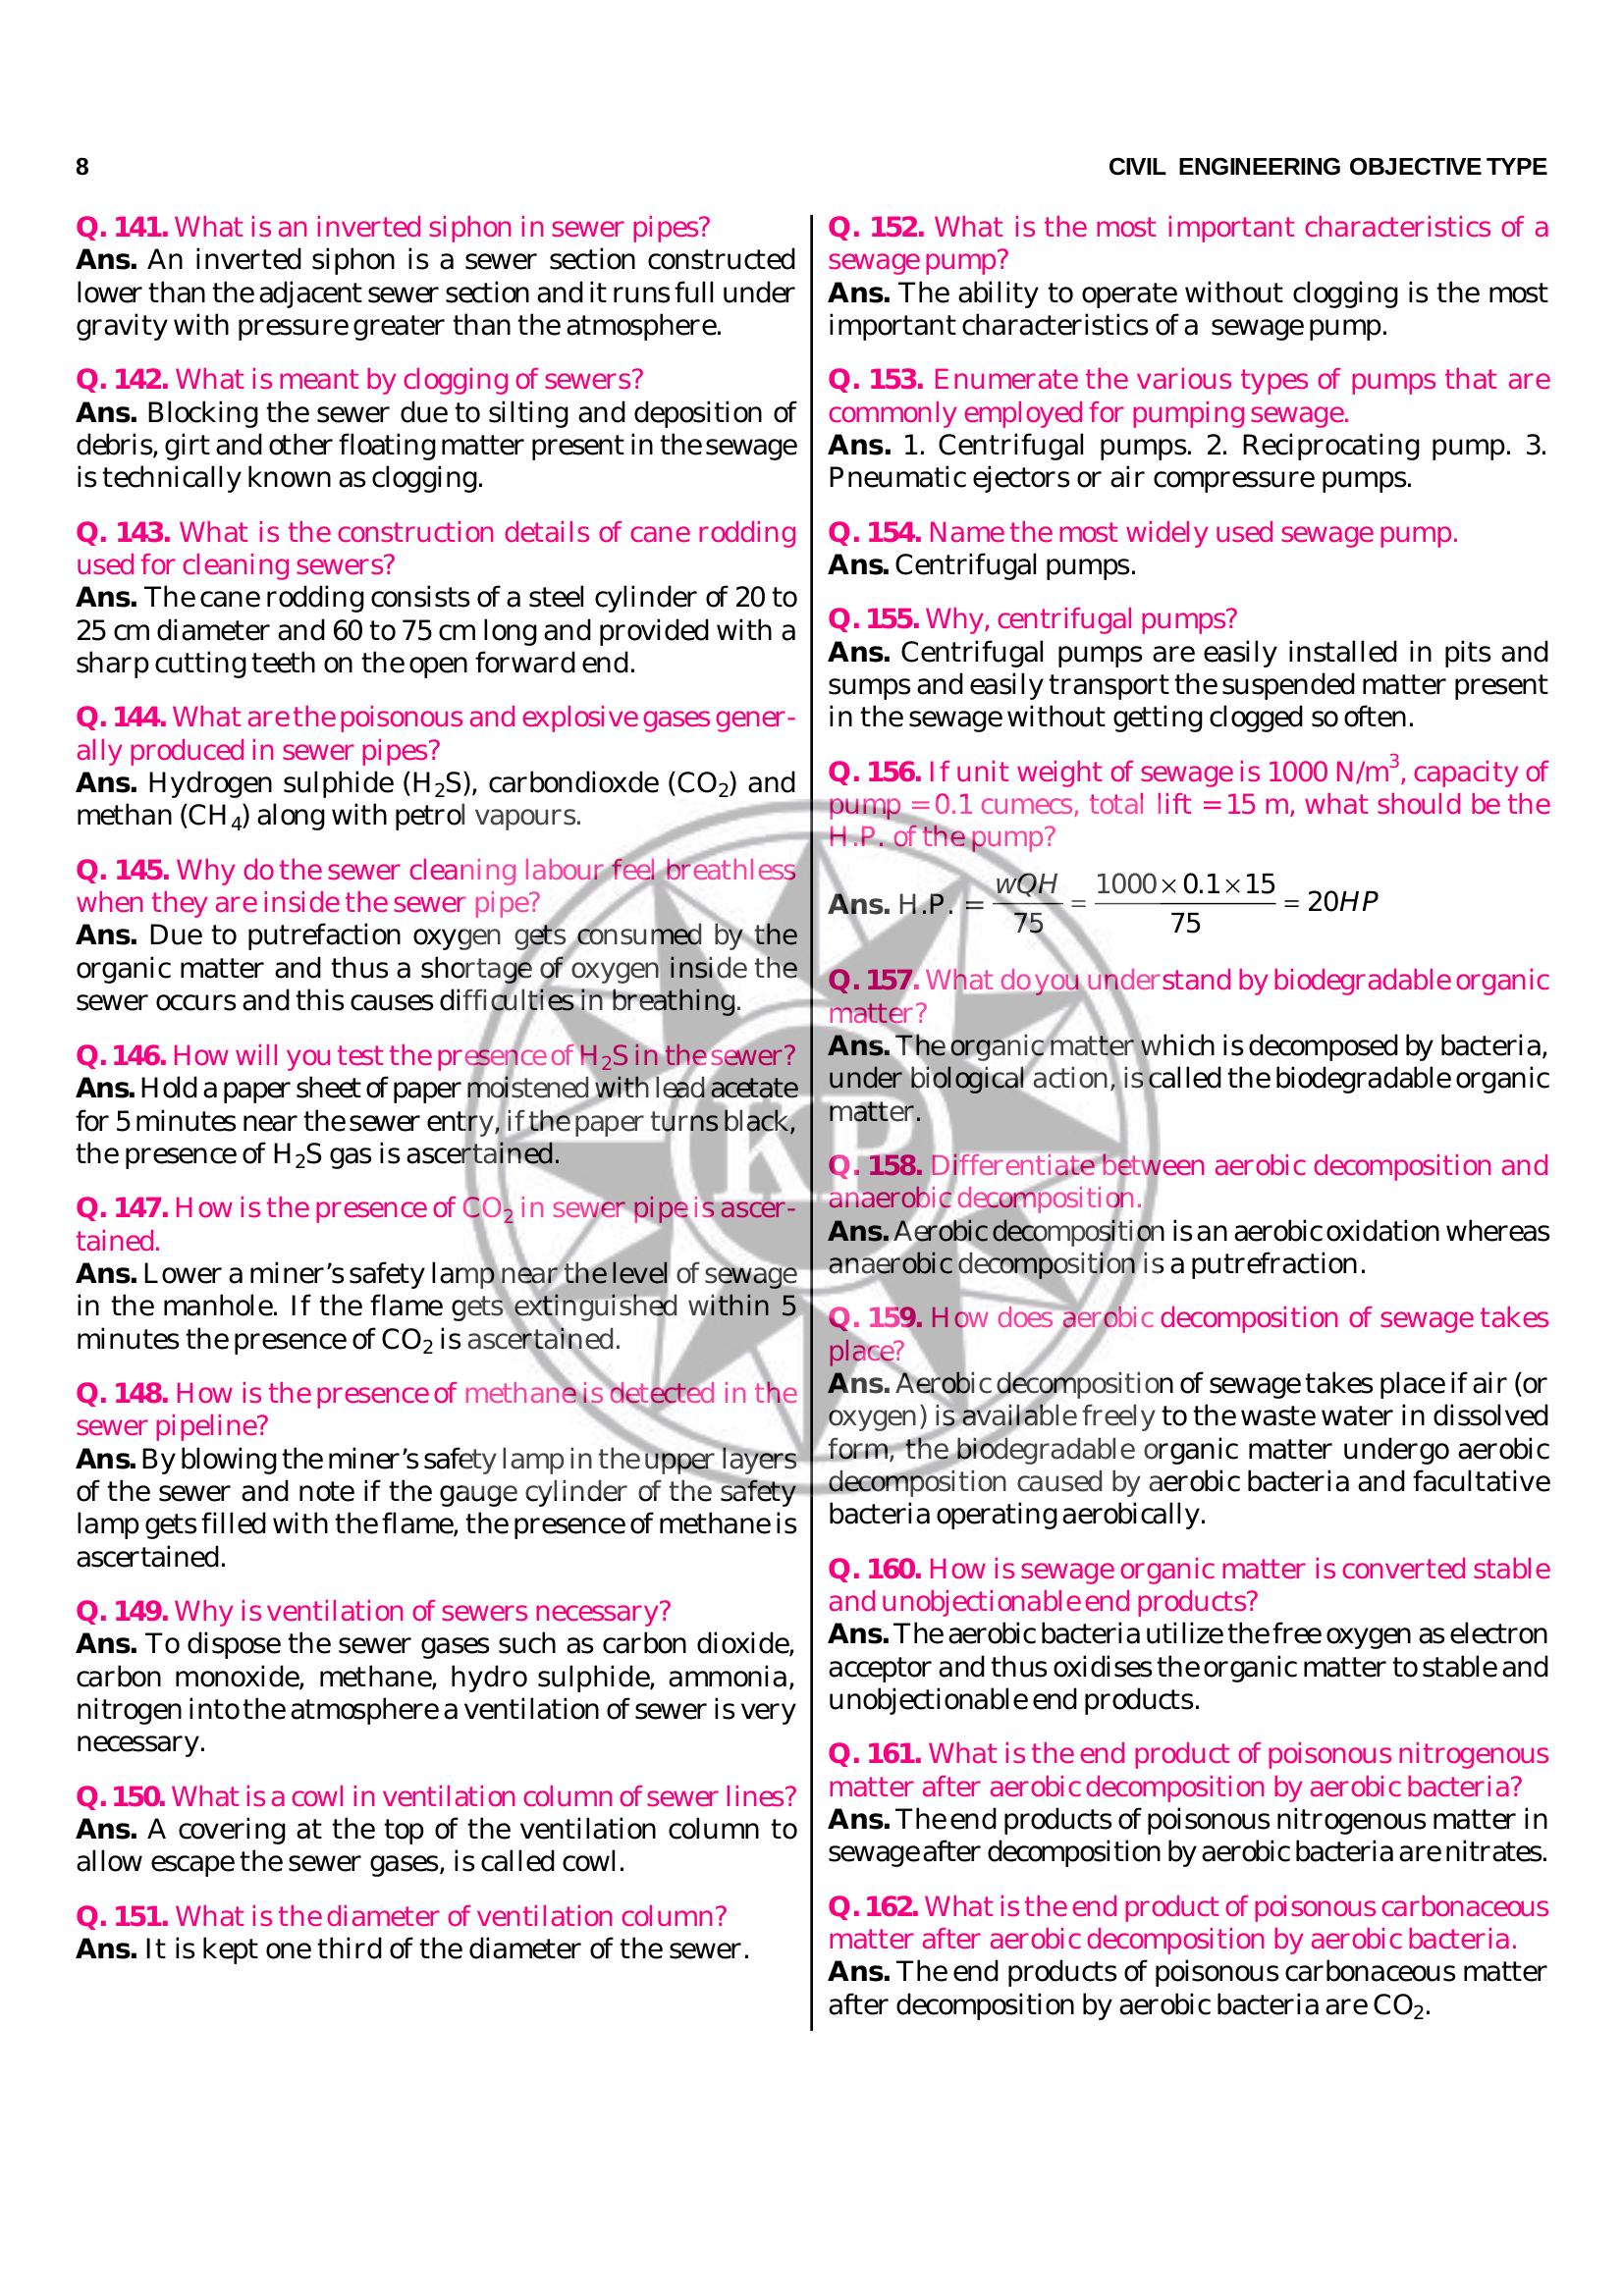 8
CIVIL ENGINEERING OBJECTIVE TYPE
Q. 141. What is an inverted siphon in sewer pipes?
Ans. An inverted siphon is a sewer section constructed
lower than the adjacent sewer section and it runs full under
gravity with pressure greater than the atmosphere.
Q. 142. What is meant by clogging of sewers?
Ans. Blocking the sewer due to silting and deposition of
debris, girt and other floating matter present in the sewage
is technically known as clogging.
Q. 143. What is the construction details of cane rodding
used for cleaning sewers?
Ans. The cane rodding consists of a steel cylinder of 20 to
25 cm diameter and 60 to 75 cm long and provided with a
sharp cutting teeth on the open forward end.
Q. 144. What are the poisonous and explosive gases gener-
ally produced in sewer pipes?
Ans. Hydrogen sulphide (H₂S), carbondioxde (CO₂) and
methan (CH₄) along with petrol vapours.
Q. 145. Why do the sewer cleaning labour feel breathless
when they are inside the sewer pipe?
Ans. Due to putrefaction oxygen gets consumed by the
organic matter and thus a shortage of oxygen inside the
sewer occurs and this causes difficulties in breathing.
Q. 146. How will you test the presence of H₂S in the sewer?
Ans. Hold a paper sheet of paper moistened with lead acetate
for 5 minutes near the sewer entry, if the paper turns black,
the presence of H₂S gas is ascertained.
Q. 147. How is the presence of CO₂ in sewer pipe is ascer-
tained.
Ans. Lower a miner's safety lamp near the level of sewage
in the manhole. If the flame gets extinguished within 5
minutes the presence of CO₂ is ascertained.
Q. 148. How is the presence of methane is detected in the
sewer pipeline?
Ans. By blowing the miner's safety lamp in the upper layers
of the sewer and note if the gauge cylinder of the safety
lamp gets filled with the flame, the presence of methane is
ascertained.
Q. 149. Why is ventilation of sewers necessary?
Ans. To dispose the sewer gases such as carbon dioxide,
carbon monoxide, methane, hydro sulphide, ammonia,
nitrogen into the atmosphere a ventilation of sewer is very
necessary.
Q. 150. What is a cowl in ventilation column of sewer lines?
Ans. A covering at the top of the ventilation column to
allow escape the sewer gases, is called cowl.
Q. 151. What is the diameter of ventilation column?
Ans. It is kept one third of the diameter of the sewer.
Q. 152. What is the most important characteristics of a
sewage pump?
Ans. The ability to operate without clogging is the most
important characteristics of a sewage pump.
Q. 153. Enumerate the various types of pumps that are
commonly employed for pumping sewage.
Ans. 1. Centrifugal pumps. 2. Reciprocating pump. 3.
Pneumatic ejectors or air compressure pumps.
Q. 154. Name the most widely used sewage pump.
Ans. Centrifugal pumps.
Q. 155. Why, centrifugal pumps?
Ans. Centrifugal pumps are easily installed in pits and
sumps and easily transport the suspended matter present
in the sewage without getting clogged so often.
Q. 156. If unit weight of sewage is 1000 N/m³, capacity of
pump = 0.1 cumecs, total lift = 15 m, what should be the
H.P. of the pump?
Ans. H.P. = wQH/75 = 1000 × 0.1 × 15/75 = 20HP
Q. 157. What do you understand by biodegradable organic
matter?
Ans. The organic matter which is decomposed by bacteria,
under biological action, is called the biodegradable organic
matter.
KP
Q. 158. Differentiate between aerobic decomposition and
anaerobic decomposition.
Ans. Aerobic decomposition is an aerobic oxidation whereas
anaerobic decomposition is a putrefraction.
Q. 159. How does aerobic decomposition of sewage takes
place?
Ans. Aerobic decomposition of sewage takes place if air (or
oxygen) is available freely to the waste water in dissolved
form, the biodegradable organic matter undergo aerobic
decomposition caused by aerobic bacteria and facultative
bacteria operating aerobically.
Q. 160. How is sewage organic matter is converted stable
and unobjectionable end products?
Ans. The aerobic bacteria utilize the free oxygen as electron
acceptor and thus oxidises the organic matter to stable and
unobjectionable end products.
Q. 161. What is the end product of poisonous nitrogenous
matter after aerobic decomposition by aerobic bacteria?
Ans. The end products of poisonous nitrogenous matter in
sewage after decomposition by aerobic bacteria are nitrates.
Q. 162. What is the end product of poisonous carbonaceous
matter after aerobic decomposition by aerobic bacteria.
Ans. The end products of poisonous carbonaceous matter
after decomposition by aerobic bacteria are CO₂.